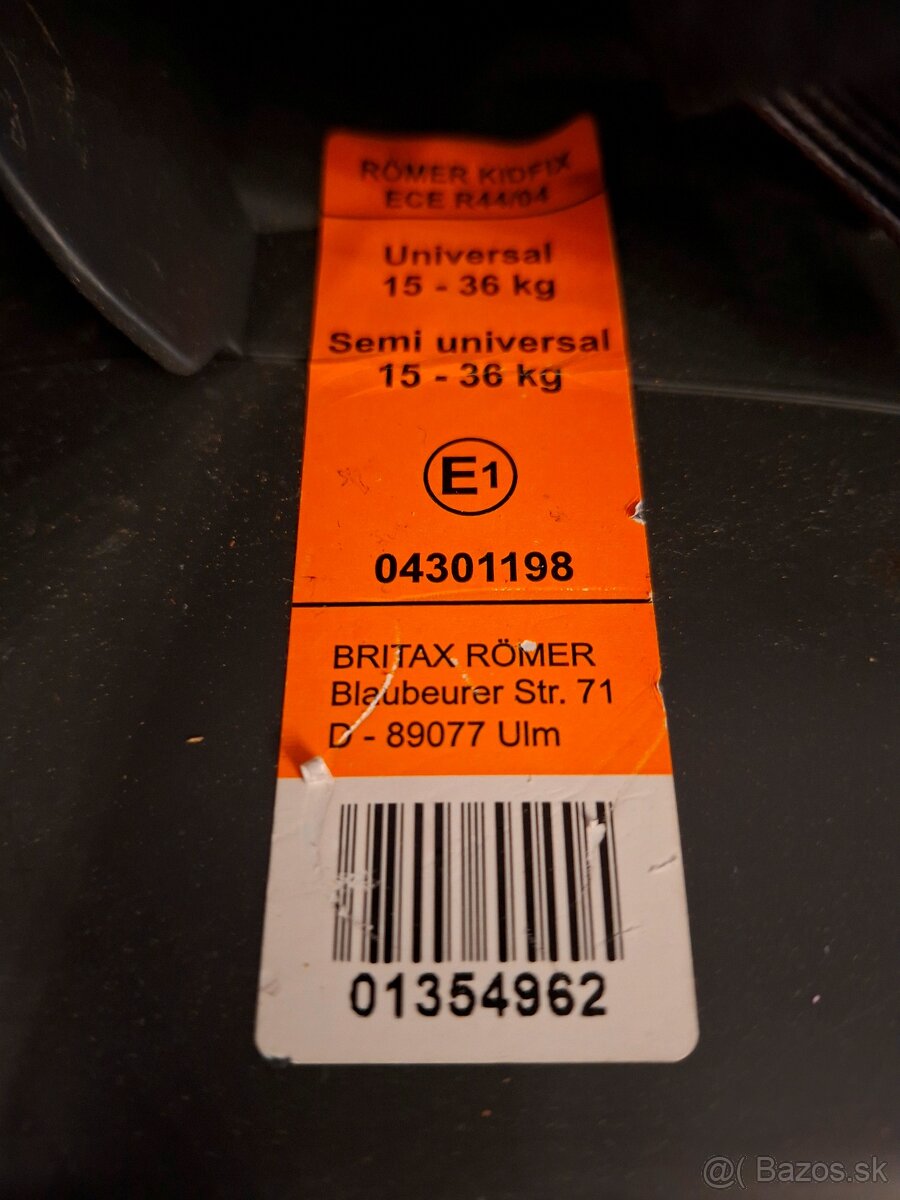 RÖMER KIDFIX
ECE R44/04
Universal
15 - 36 kg
Semi universal
15 - 36 kg
E1
04301198
BRITAX RÖMER
Blaubeurer Str. 71
D - 89077 Ulm
01354962
@( Bazos.sk